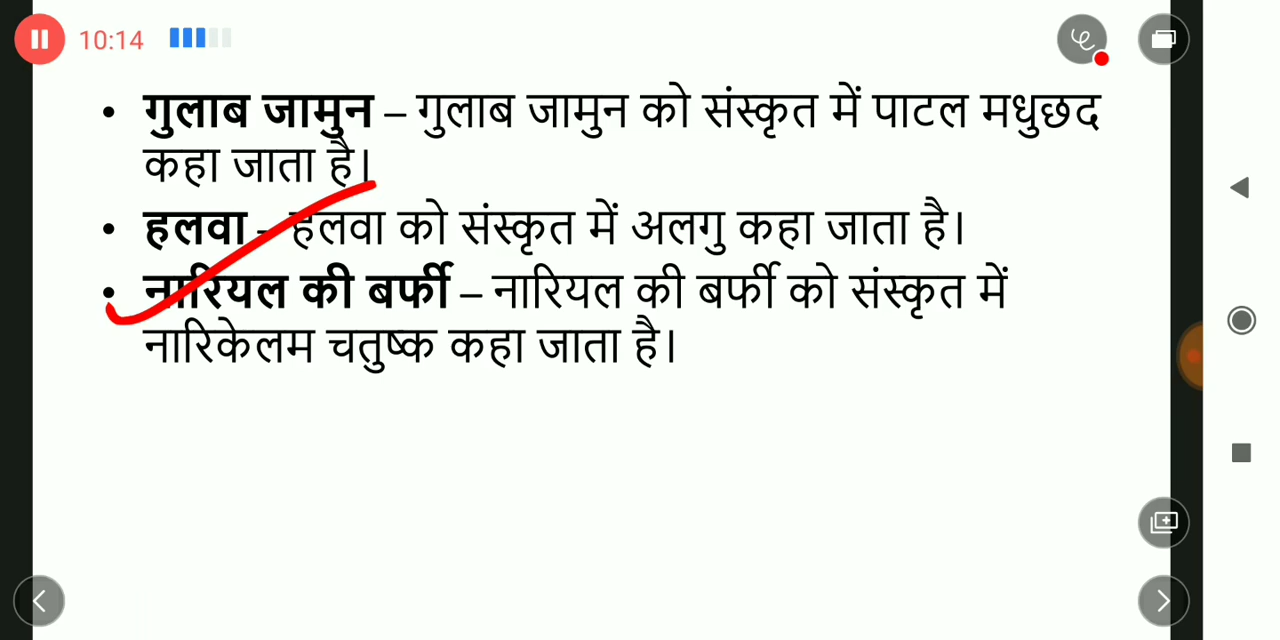 10:14
• गुलाब जामुन – गुलाब जामुन को संस्कृत में पाटल मधुछद
कहा जाता है।
• हलवा – हलवा को संस्कृत में अलगु कहा जाता है।
• नारियल की बर्फी – नारियल की बर्फी को संस्कृत में
नारिकेलम चतुष्क कहा जाता है।